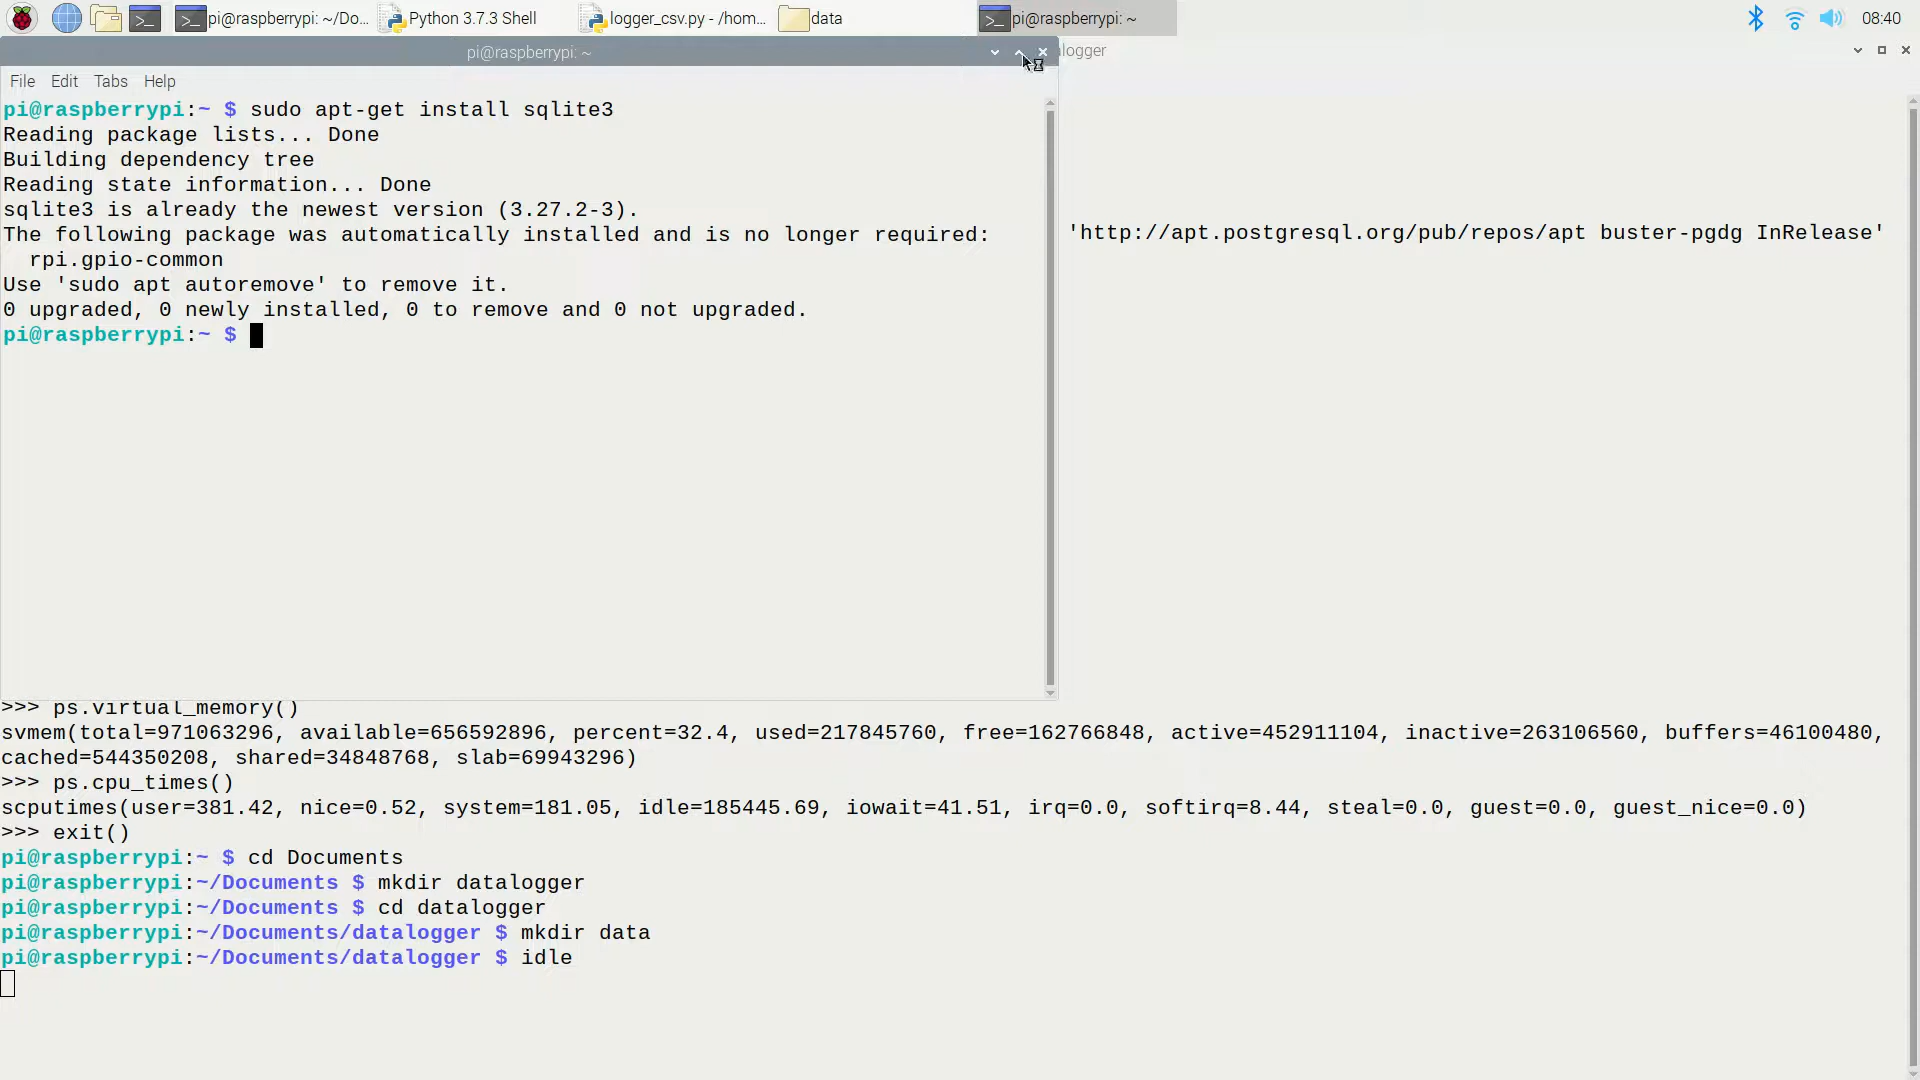 pi@raspberrypi: ~/Do...
Python 3.7.3 Shell
logger_csv.py - /hom...
data
pi@raspberrypi: ~
08:40
pi@raspberrypi: ~
logger
File Edit Tabs Help
pi@raspberrypi:~ $ sudo apt-get install sqlite3
Reading package lists... Done
Building dependency tree
Reading state information... Done
sqlite3 is already the newest version (3.27.2-3).
The following package was automatically installed and is no longer required:
'http://apt.postgresql.org/pub/repos/apt buster-pgdg InRelease'
rpi.gpio-common
Use 'sudo apt autoremove' to remove it.
0 upgraded, 0 newly installed, 0 to remove and 0 not upgraded.
pi@raspberrypi:~ $
>>> ps.virtual_memory()
svmem(total=971063296, available=656592896, percent=32.4, used=217845760, free=162766848, active=452911104, inactive=263106560, buffers=46100480,
cached=544350208, shared=34848768, slab=69943296)
>>> ps.cpu_times()
scputimes(user=381.42, nice=0.52, system=181.05, idle=185445.69, iowait=41.51, irq=0.0, softirq=8.44, steal=0.0, guest=0.0, guest_nice=0.0)
>>> exit()
pi@raspberrypi:~ $ cd Documents
pi@raspberrypi:~/Documents $ mkdir datalogger
pi@raspberrypi:~/Documents $ cd datalogger
pi@raspberrypi:~/Documents/datalogger $ mkdir data
pi@raspberrypi:~/Documents/datalogger $ idle